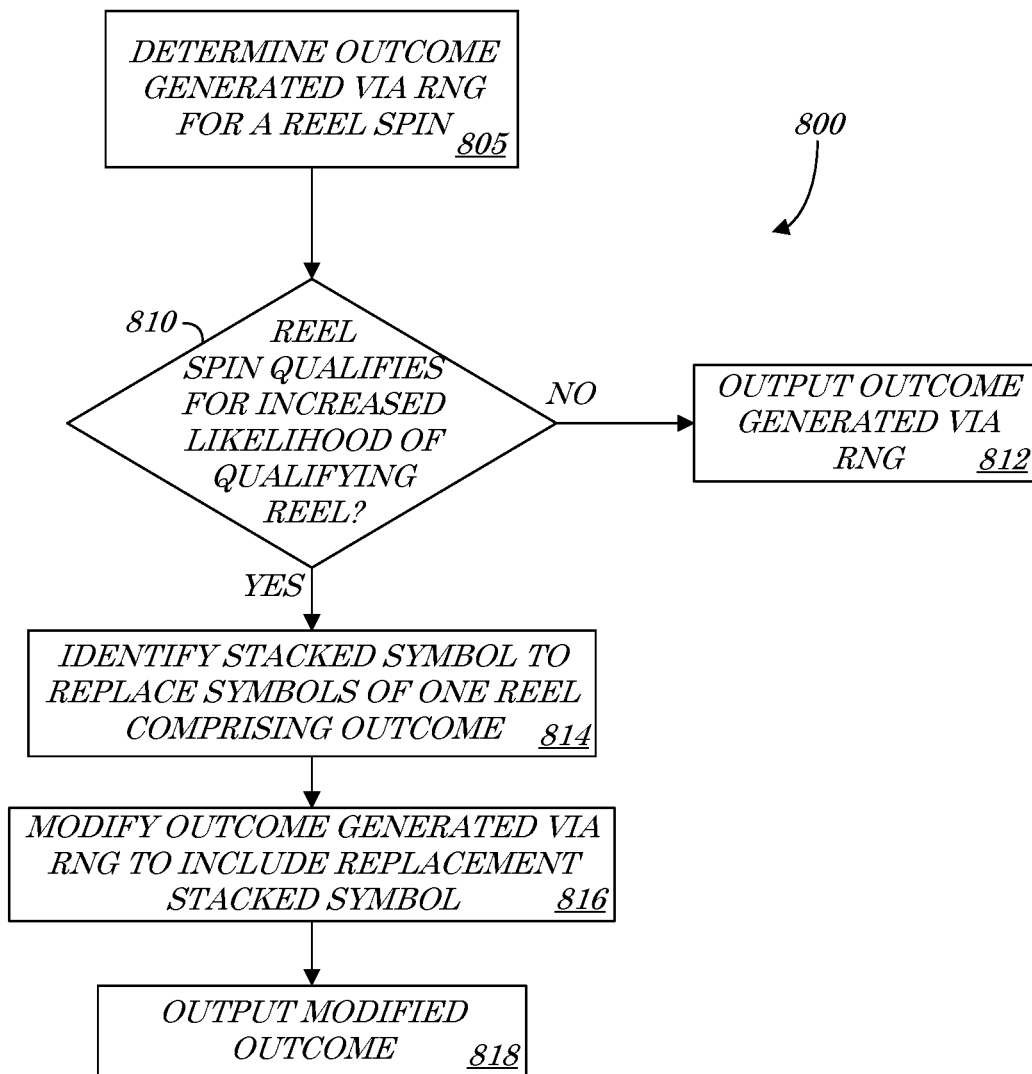 DETERMINE OUTCOME
GENERATED VIA RNG
FOR A REEL SPIN
805
800
810
REEL
SPIN QUALIFIES
FOR INCREASED
LIKELIHOOD OF
QUALIFYING
REEL?
NO
OUTPUT OUTCOME
GENERATED VIA
RNG
812
YES
IDENTIFY STACKED SYMBOL TO
REPLACE SYMBOLS OF ONE REEL
COMPRISING OUTCOME
814
MODIFY OUTCOME GENERATED VIA
RNG TO INCLUDE REPLACEMENT
STACKED SYMBOL
816
OUTPUT MODIFIED
OUTCOME
818